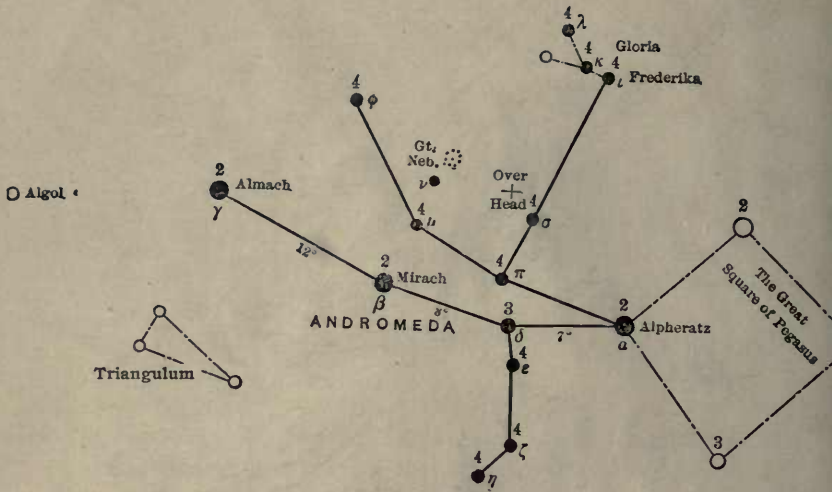 4 λ
4 κ Gloria
4 ι Frederika
4 φ
Gt.
Neb.
ν
Over
Head
4 σ
2 Almach
γ
Algol
12°
4 μ
4 π
2 Mirach
β
8°
ANDROMEDA
3
δ
7°
2 Alpheratz
α
2
The Great
Square of Pegasus
3
Triangulum
4
ε
4
ζ
4
η